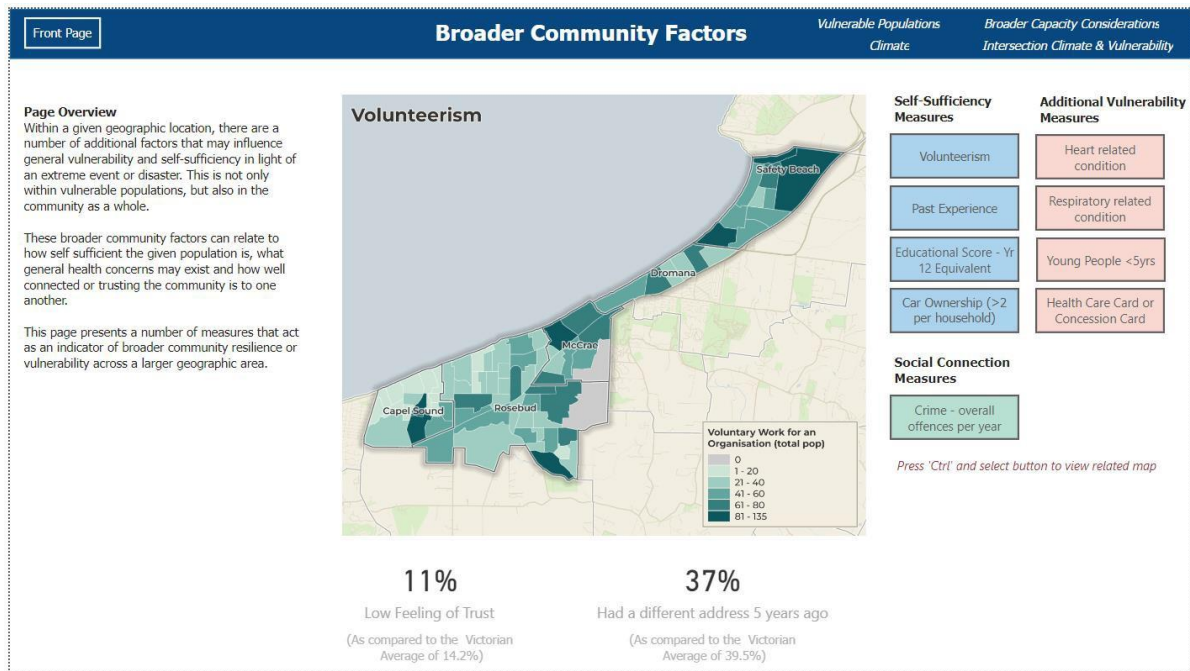 Front Page
Broader Community Factors
Vulnerable Populations
Broader Capacity Considerations
Climate
Intersection Climate & Vulnerability
Page Overview
Within a given geographic location, there are a
number of additional factors that may influence
general vulnerability and self-sufficiency in light of
an extreme event or disaster. This is not only
within vulnerable populations, but also in the
community as a whole.
These broader community factors can relate to
how self sufficient the given population is, what
general health concerns may exist and how well
connected or trusting the community is to one
another.
This page presents a number of measures that act
as an indicator of broader community resilience or
vulnerability across a larger geographic area.
Volunteerism
Safety Beach
Dromana
McCrae
Capel Sound
Rosebud
Voluntary Work for an
Organisation (total pop)
0
1 - 20
21 - 40
41 - 60
61 - 80
81 - 135
11%
Low Feeling of Trust
(As compared to the Victorian
Average of 14.2%)
37%
Had a different address 5 years ago
(As compared to the Victorian
Average of 39.5%)
Self-Sufficiency
Measures
Volunteerism
Past Experience
Educational Score - Yr
12 Equivalent
Car Ownership (>2
per household)
Additional Vulnerability
Measures
Heart related
condition
Respiratory related
condition
Young People <5yrs
Health Care Card or
Concession Card
Social Connection
Measures
Crime - overall
offences per year
Press 'Ctrl' and select button to view related map